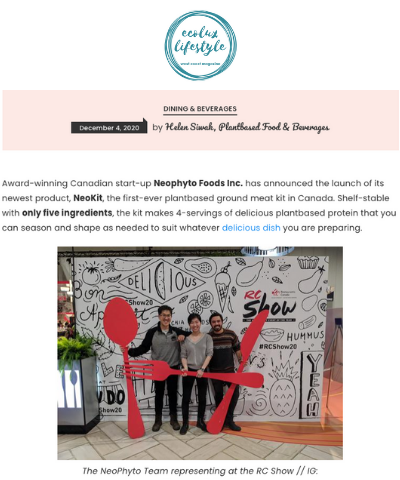 ecolux
lifestyle
west coast magazine
DINING & BEVERAGES
December 4, 2020 by Helen Siwak, Plantbased Food & Beverages
Award-winning Canadian start-up Neophyto Foods Inc. has announced the launch of its
newest product, NeoKit, the first-ever plantbased ground meat kit in Canada. Shelf-stable
with only five ingredients, the kit makes 4-servings of delicious plantbased protein that you
can season and shape as needed to suit whatever delicious dish you are preparing.
DELICIOUS
Bon
RC
SHOW
#RCShow20
HUMMUS
YEAH
The NeoPhyto Team representing at the RC Show // IG: